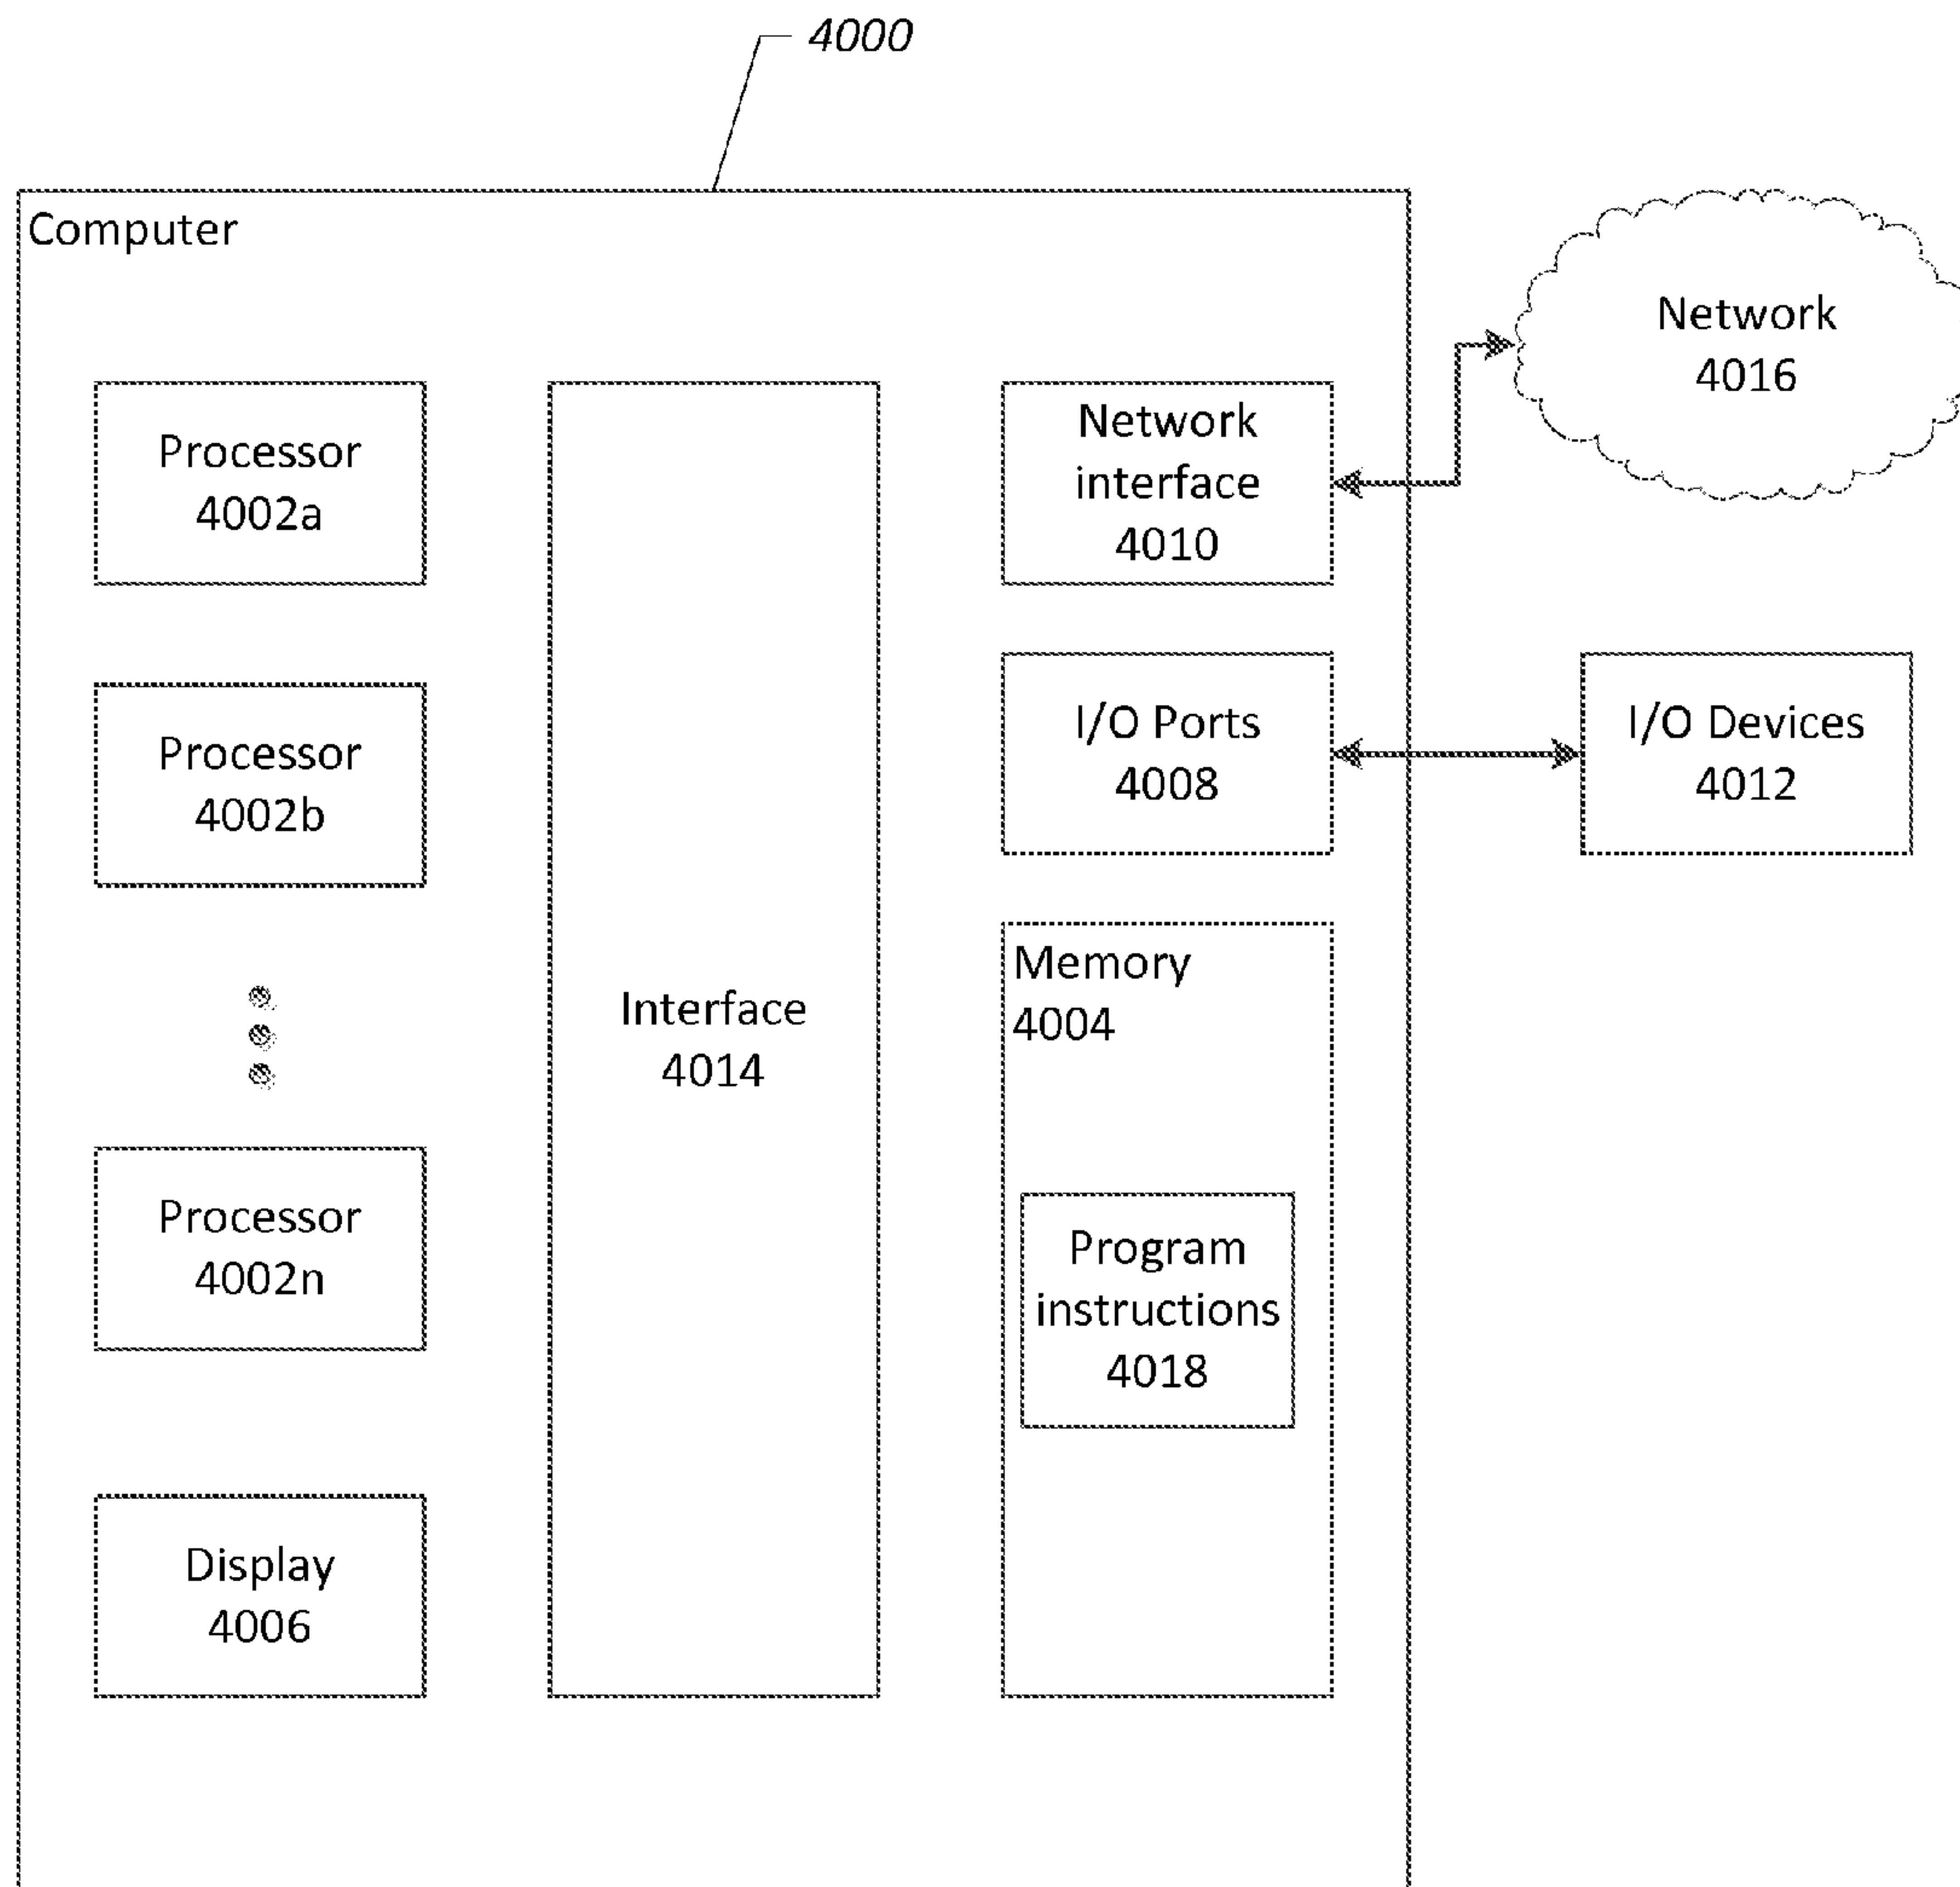 4000
Computer
Processor
4002a
Processor
4002b
Processor
4002n
Display
4006
Interface
4014
Network
interface
4010
I/O Ports
4008
Memory
4004
Program
instructions
4018
Network
4016
I/O Devices
4012